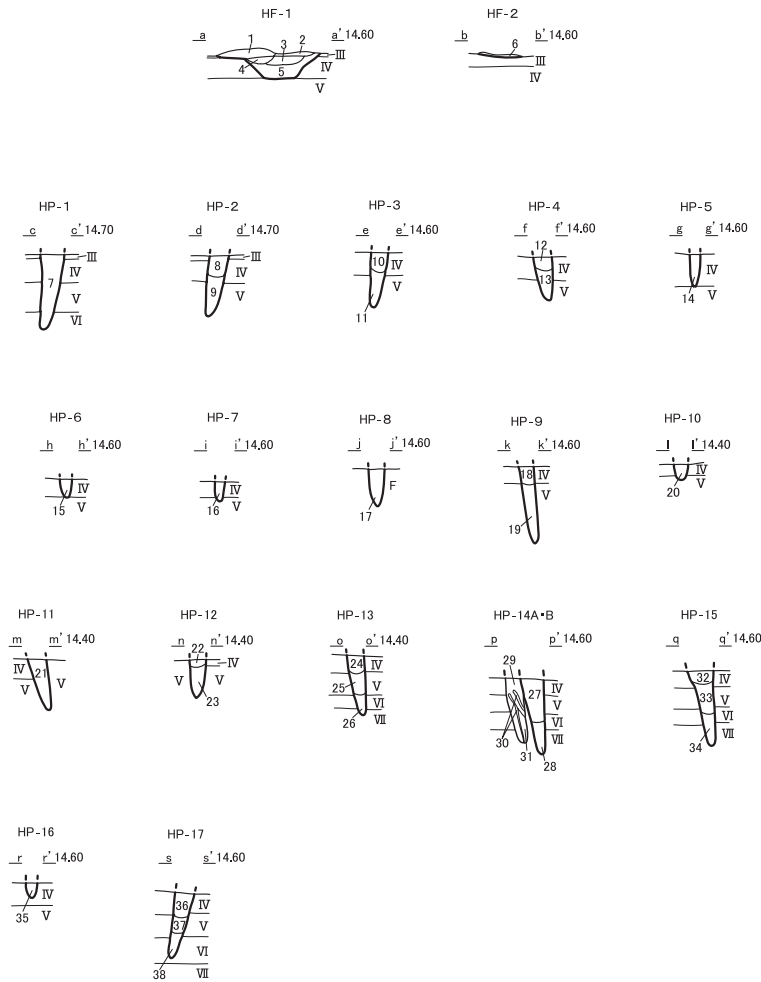 HF-1 HF-2
a a' 14.60 b b' 14.60
1 3 2 III 6 III
4 5 IV IV
V
HP-1 HP-2 HP-3 HP-4 HP-5
c c' 14.70 d d' 14.70 e e' 14.60 f f' 14.60 g g' 14.60
III III 12
7 IV 8 IV 10 IV IV IV
V 9 V V 13 V 14 V
VI 11
HP-6 HP-7 HP-8 HP-9 HP-10
h h' 14.60 i i' 14.60 j j' 14.60 k k' 14.60 l l' 14.40
IV IV F 18 IV IV
15 V 16 V 17 V 20 V
19
HP-11 HP-12 HP-13 HP-14A・B HP-15
m m' 14.40 n n' 14.40 o o' 14.40 p p' 14.60 q q' 14.60
22 29
IV 21 V IV 24 IV 27 IV 32 IV
V V 23 25 V V 33 V
VI VI VI
26 VII 30 31 VII 28 34 VII
HP-16 HP-17
r r' 14.60 s s' 14.60
IV 36 IV
35 V 37 V
VI
38 VII